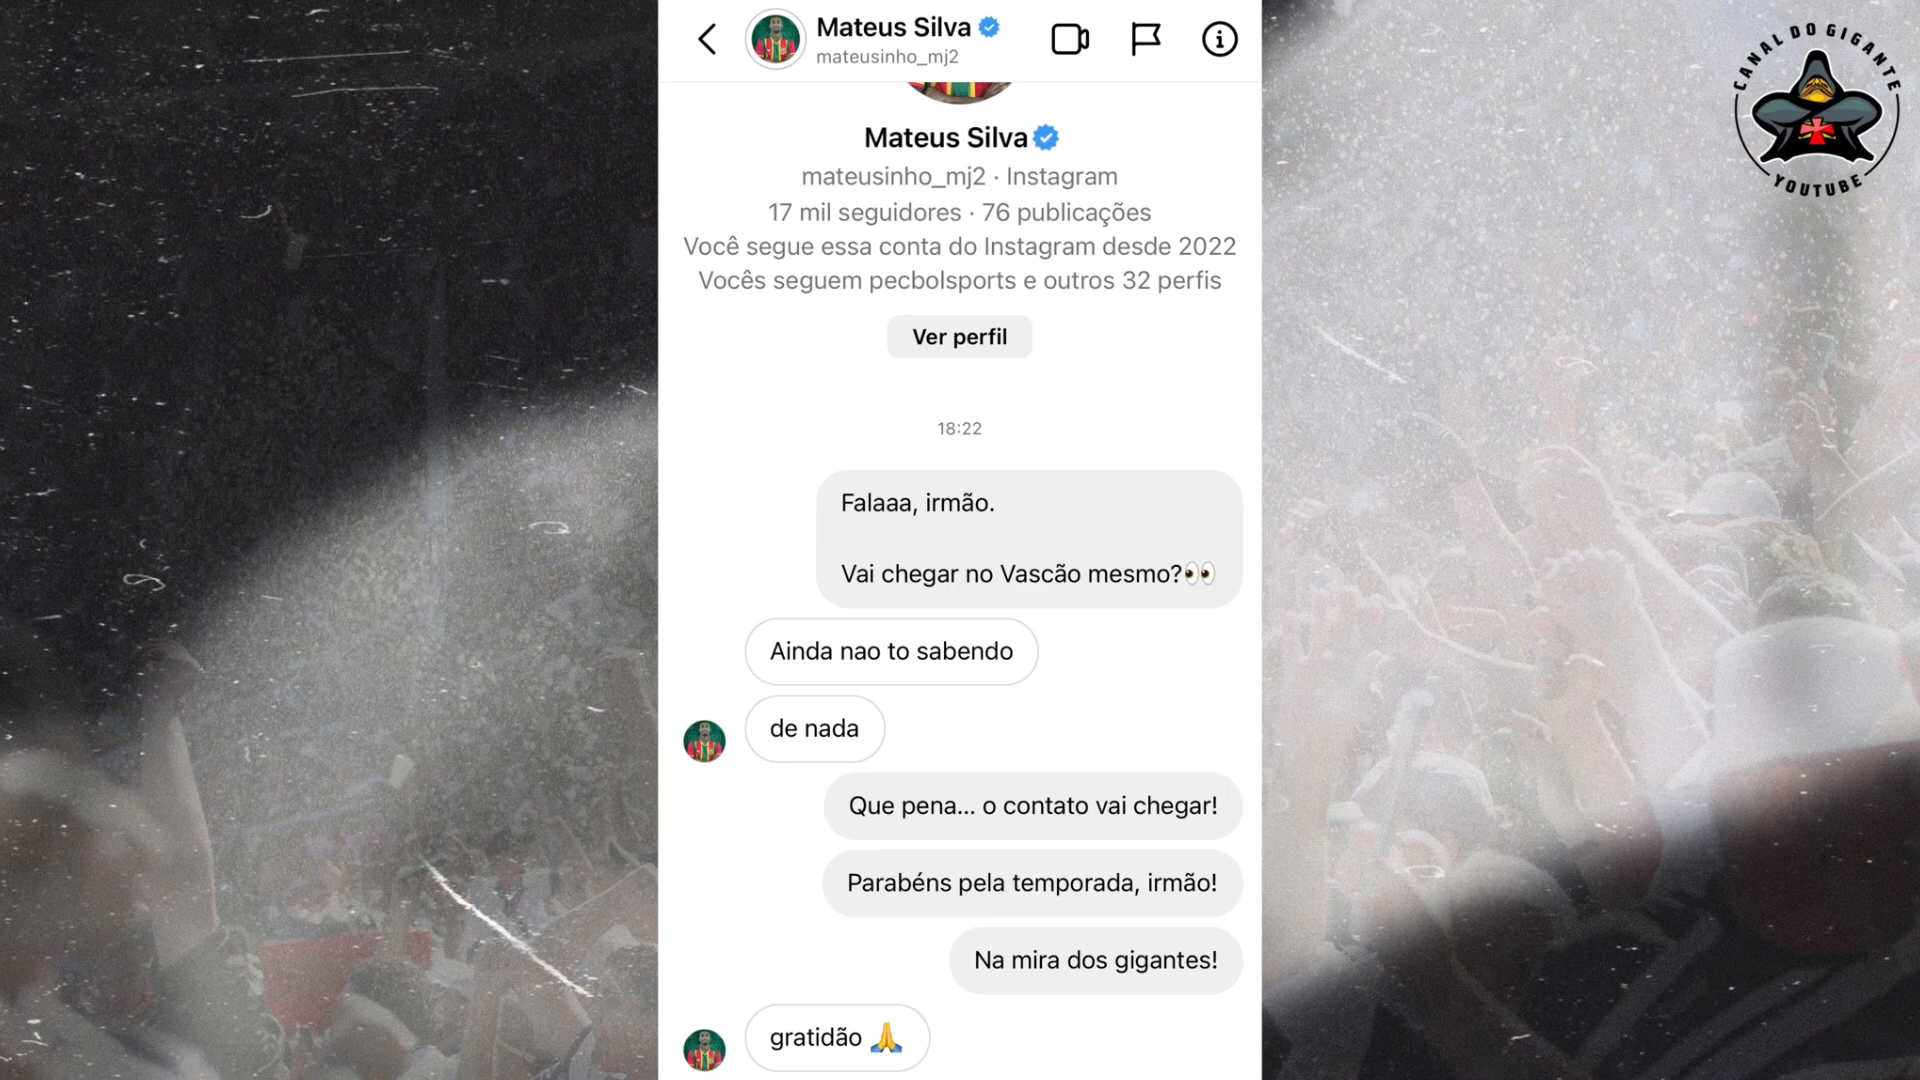 Mateus Silva
mateusinho_mj2
CANAL DO GIGANTE
YOUTUBE
Mateus Silva
mateusinho_mj2 · Instagram
17 mil seguidores · 76 publicações
Você segue essa conta do Instagram desde 2022
Vocês seguem pecbolsports e outros 32 perfis
Ver perfil
18:22
Falaaa, irmão.
Vai chegar no Vascão mesmo?👀
Ainda nao to sabendo
de nada
Que pena... o contato vai chegar!
Parabéns pela temporada, irmão!
Na mira dos gigantes!
gratidão 🙏